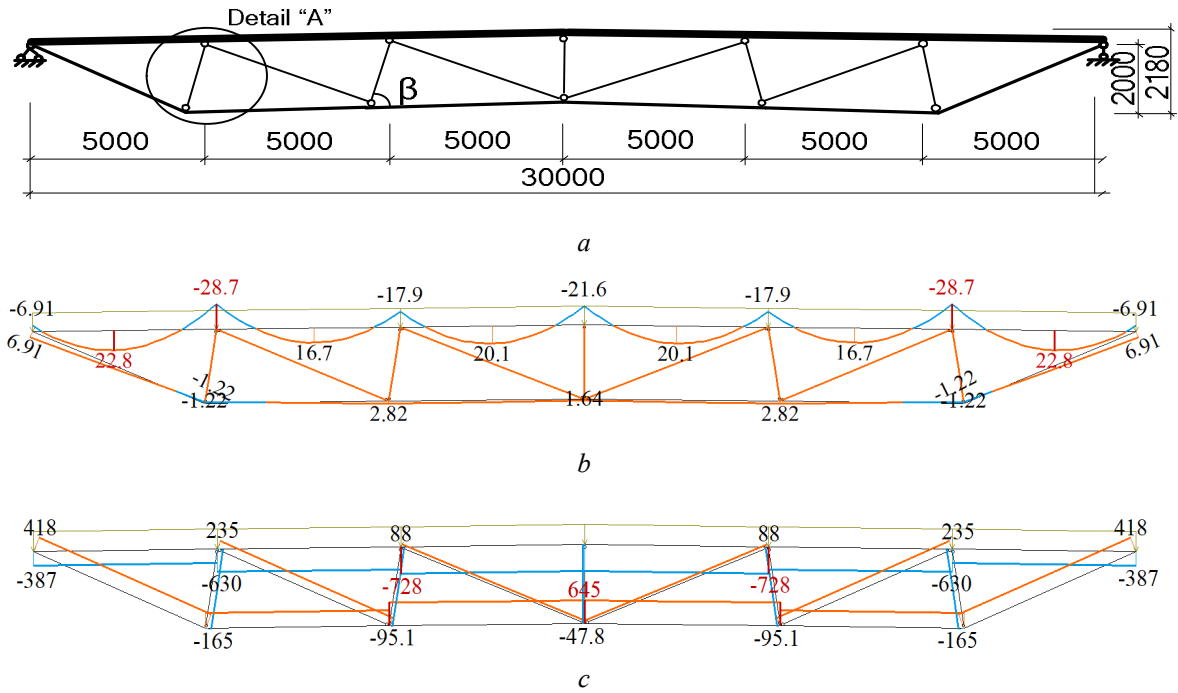 Detail “A”
β
2000
2180
5000 5000 5000 5000 5000 5000
30000
a
-28.7 -28.7
-6.91 -17.9 -21.6 -17.9 -6.91
6.91 22.8 16.7 20.1 20.1 16.7 22.8 6.91
-1.22 -1.22
-1.22 2.82 1.64 2.82 -1.22
b
418 235 88 88 235 418
-387 -630 -728 645 -728 -630 -387
-165 -95.1 -47.8 -95.1 -165
c